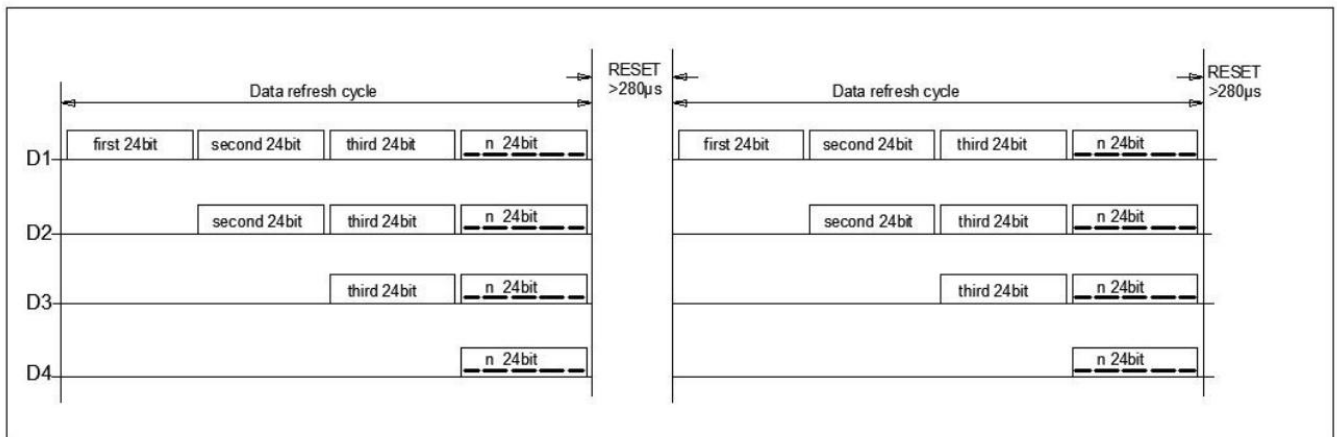 RESET
>280µs
RESET
>280µs
Data refresh cycle
Data refresh cycle
D1
first 24bit
second 24bit
third 24bit
n 24bit
first 24bit
second 24bit
third 24bit
n 24bit
D2
second 24bit
third 24bit
n 24bit
second 24bit
third 24bit
n 24bit
D3
third 24bit
n 24bit
third 24bit
n 24bit
D4
n 24bit
n 24bit